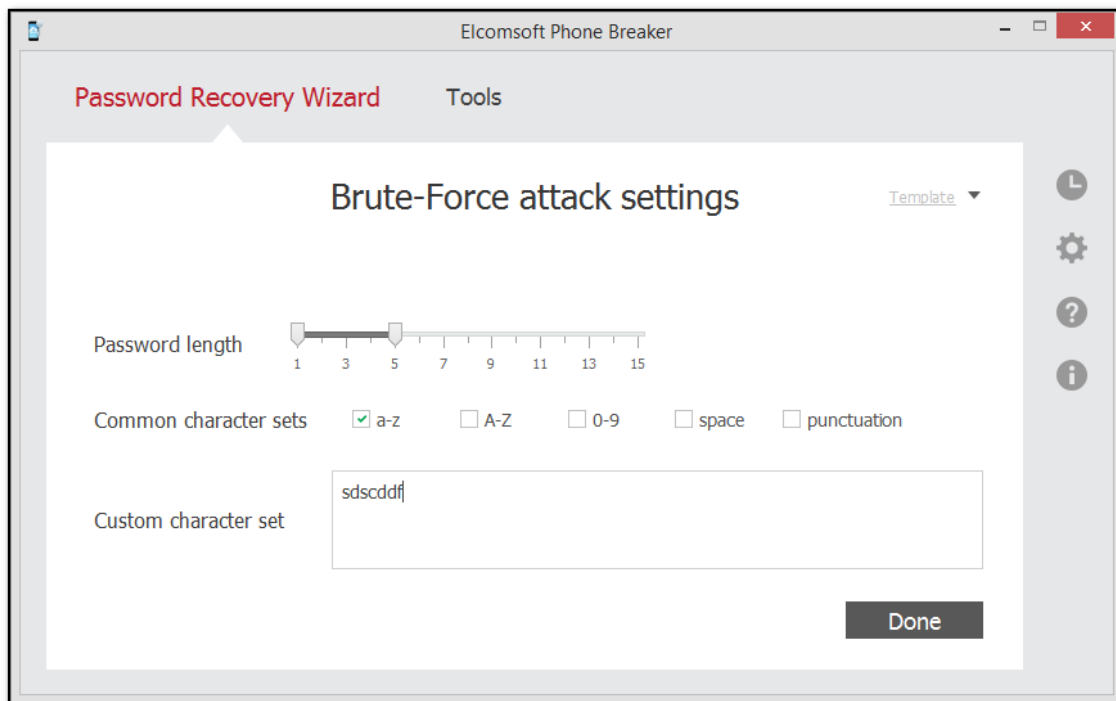 Elcomsoft Phone Breaker
Password Recovery Wizard Tools
Brute-Force attack settings Template
Password length
1 3 5 7 9 11 13 15
Common character sets a-z A-Z 0-9 space punctuation
Custom character set sdscddf
Done